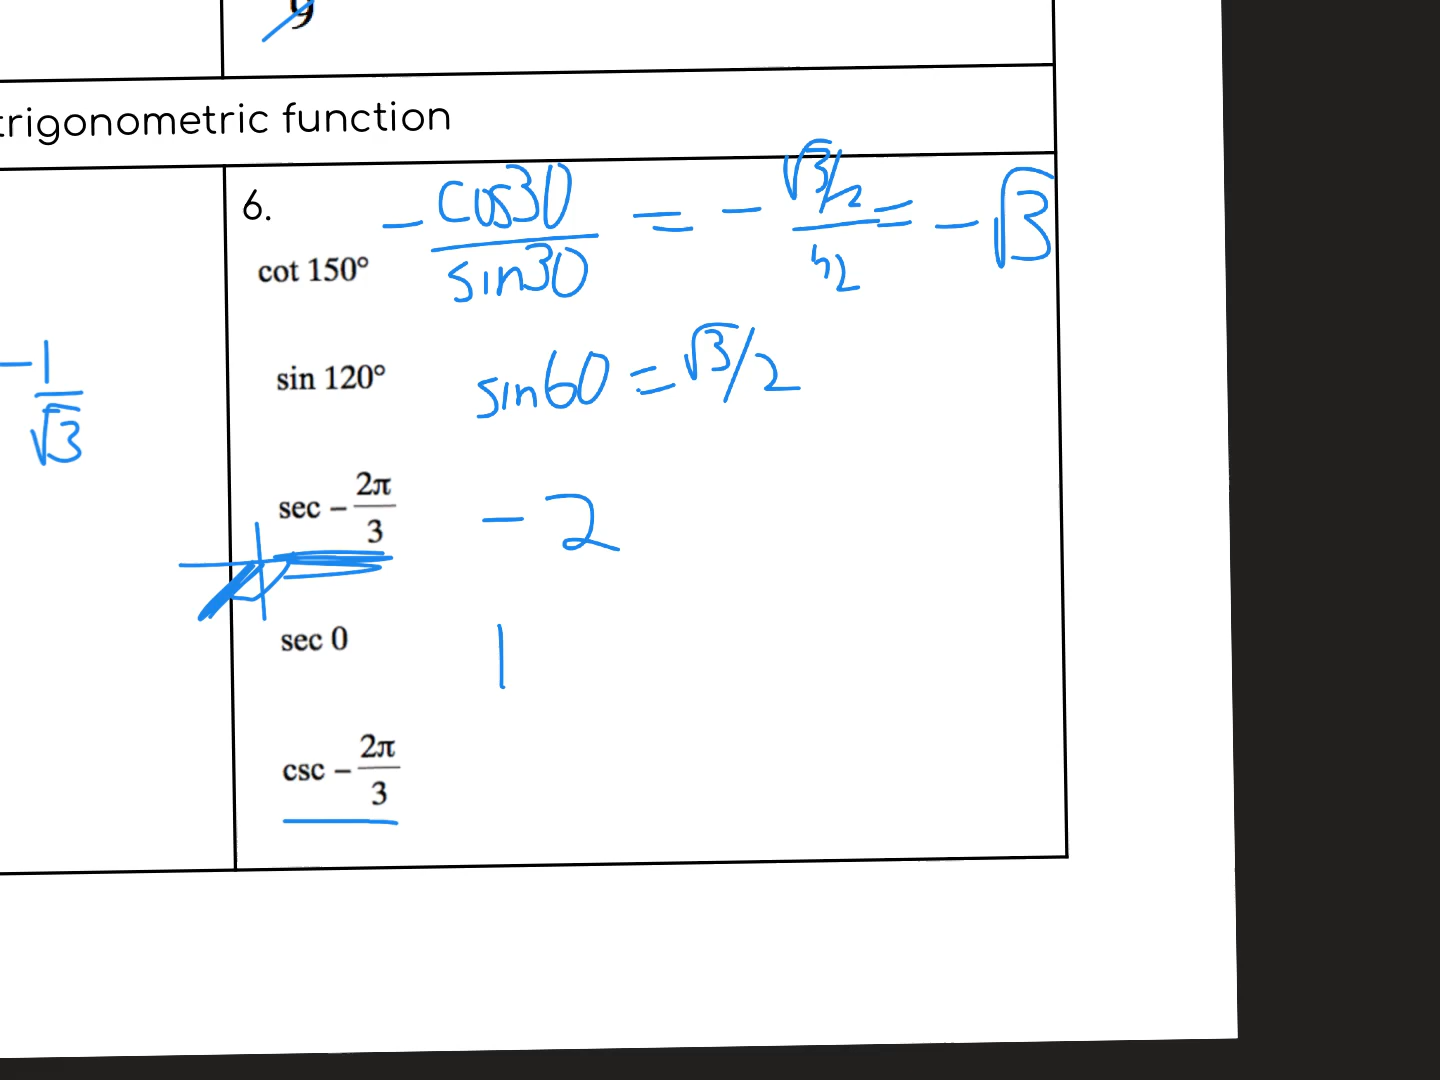 9
trigonometric function
6.
cot 150° - cos30/sin30 = - √3/2 / ½ = - √3
sin 120° sin60 = √3/2
-1/√3
sec - 2π/3 - 2
sec 0 1
csc - 2π/3